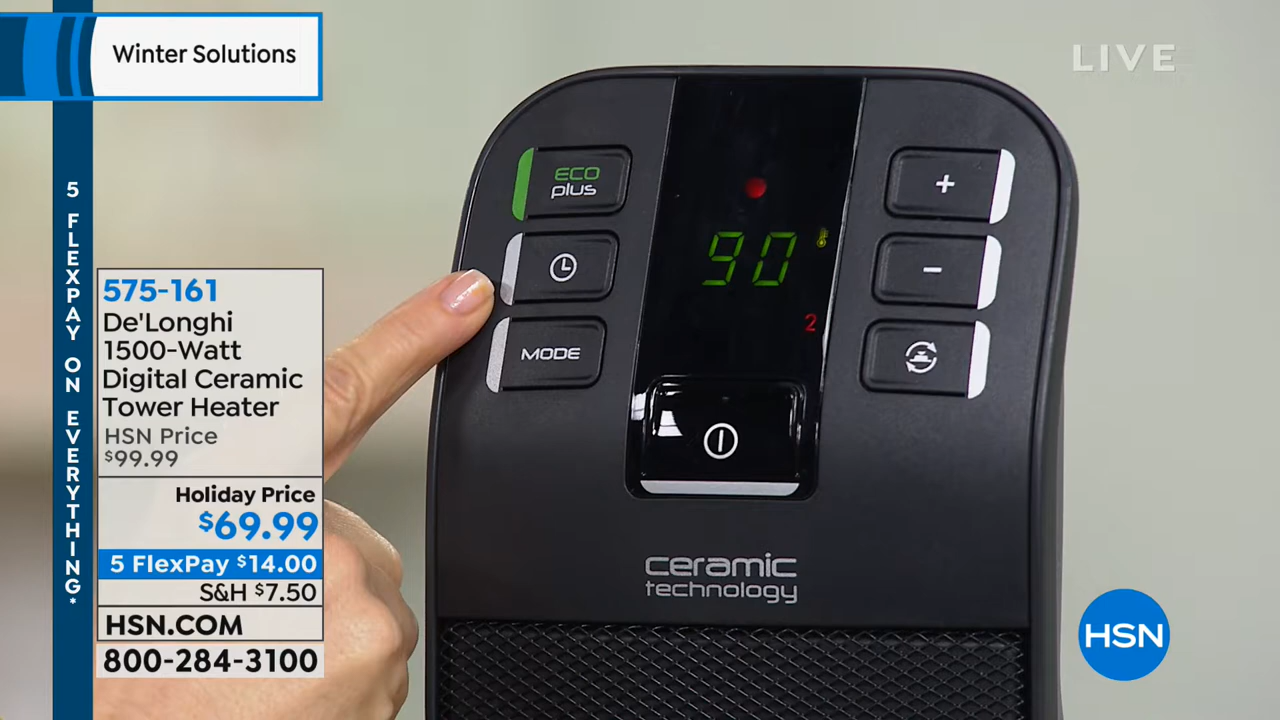 Winter Solutions
LIVE
5 FLEXPAY ON EVERYTHING*
575-161
De'Longhi
1500-Watt
Digital Ceramic
Tower Heater
HSN Price
$99.99
Holiday Price
$69.99
5 FlexPay $14.00
S&H $7.50
HSN.COM
800-284-3100
ECO
plus
MODE
90
2
+
−
ceramic
technology
HSN